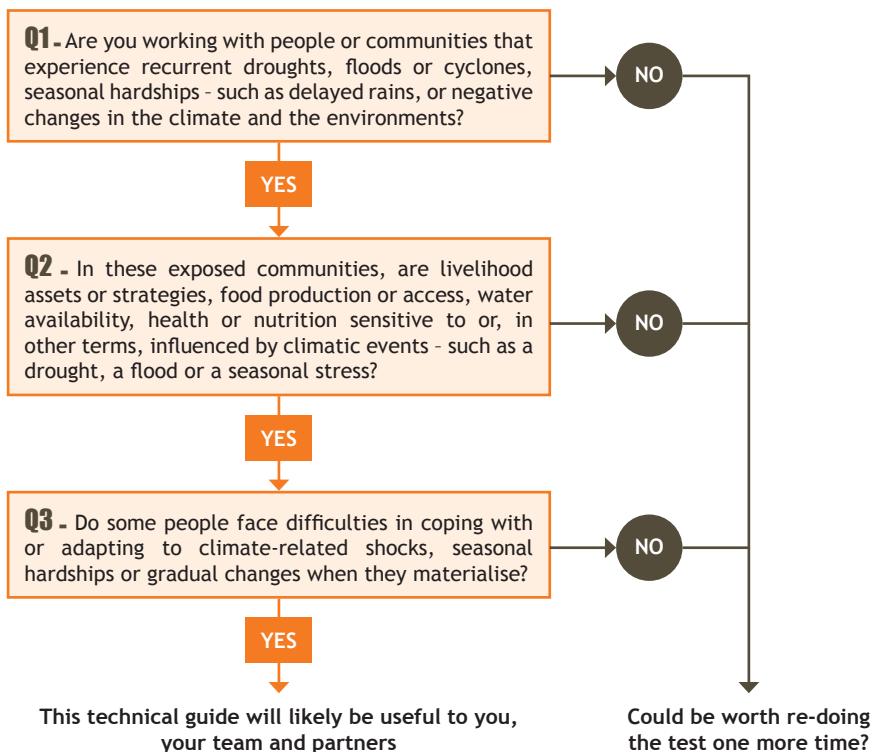 Q1 - Are you working with people or communities that
experience recurrent droughts, floods or cyclones,
seasonal hardships – such as delayed rains, or negative
changes in the climate and the environments?
NO
YES
Q2 - In these exposed communities, are livelihood
assets or strategies, food production or access, water
availability, health or nutrition sensitive to or, in
other terms, influenced by climatic events – such as a
drought, a flood or a seasonal stress?
NO
YES
Q3 - Do some people face difficulties in coping with
or adapting to climate-related shocks, seasonal
hardships or gradual changes when they materialise?
NO
YES
This technical guide will likely be useful to you,
your team and partners
Could be worth re-doing
the test one more time?